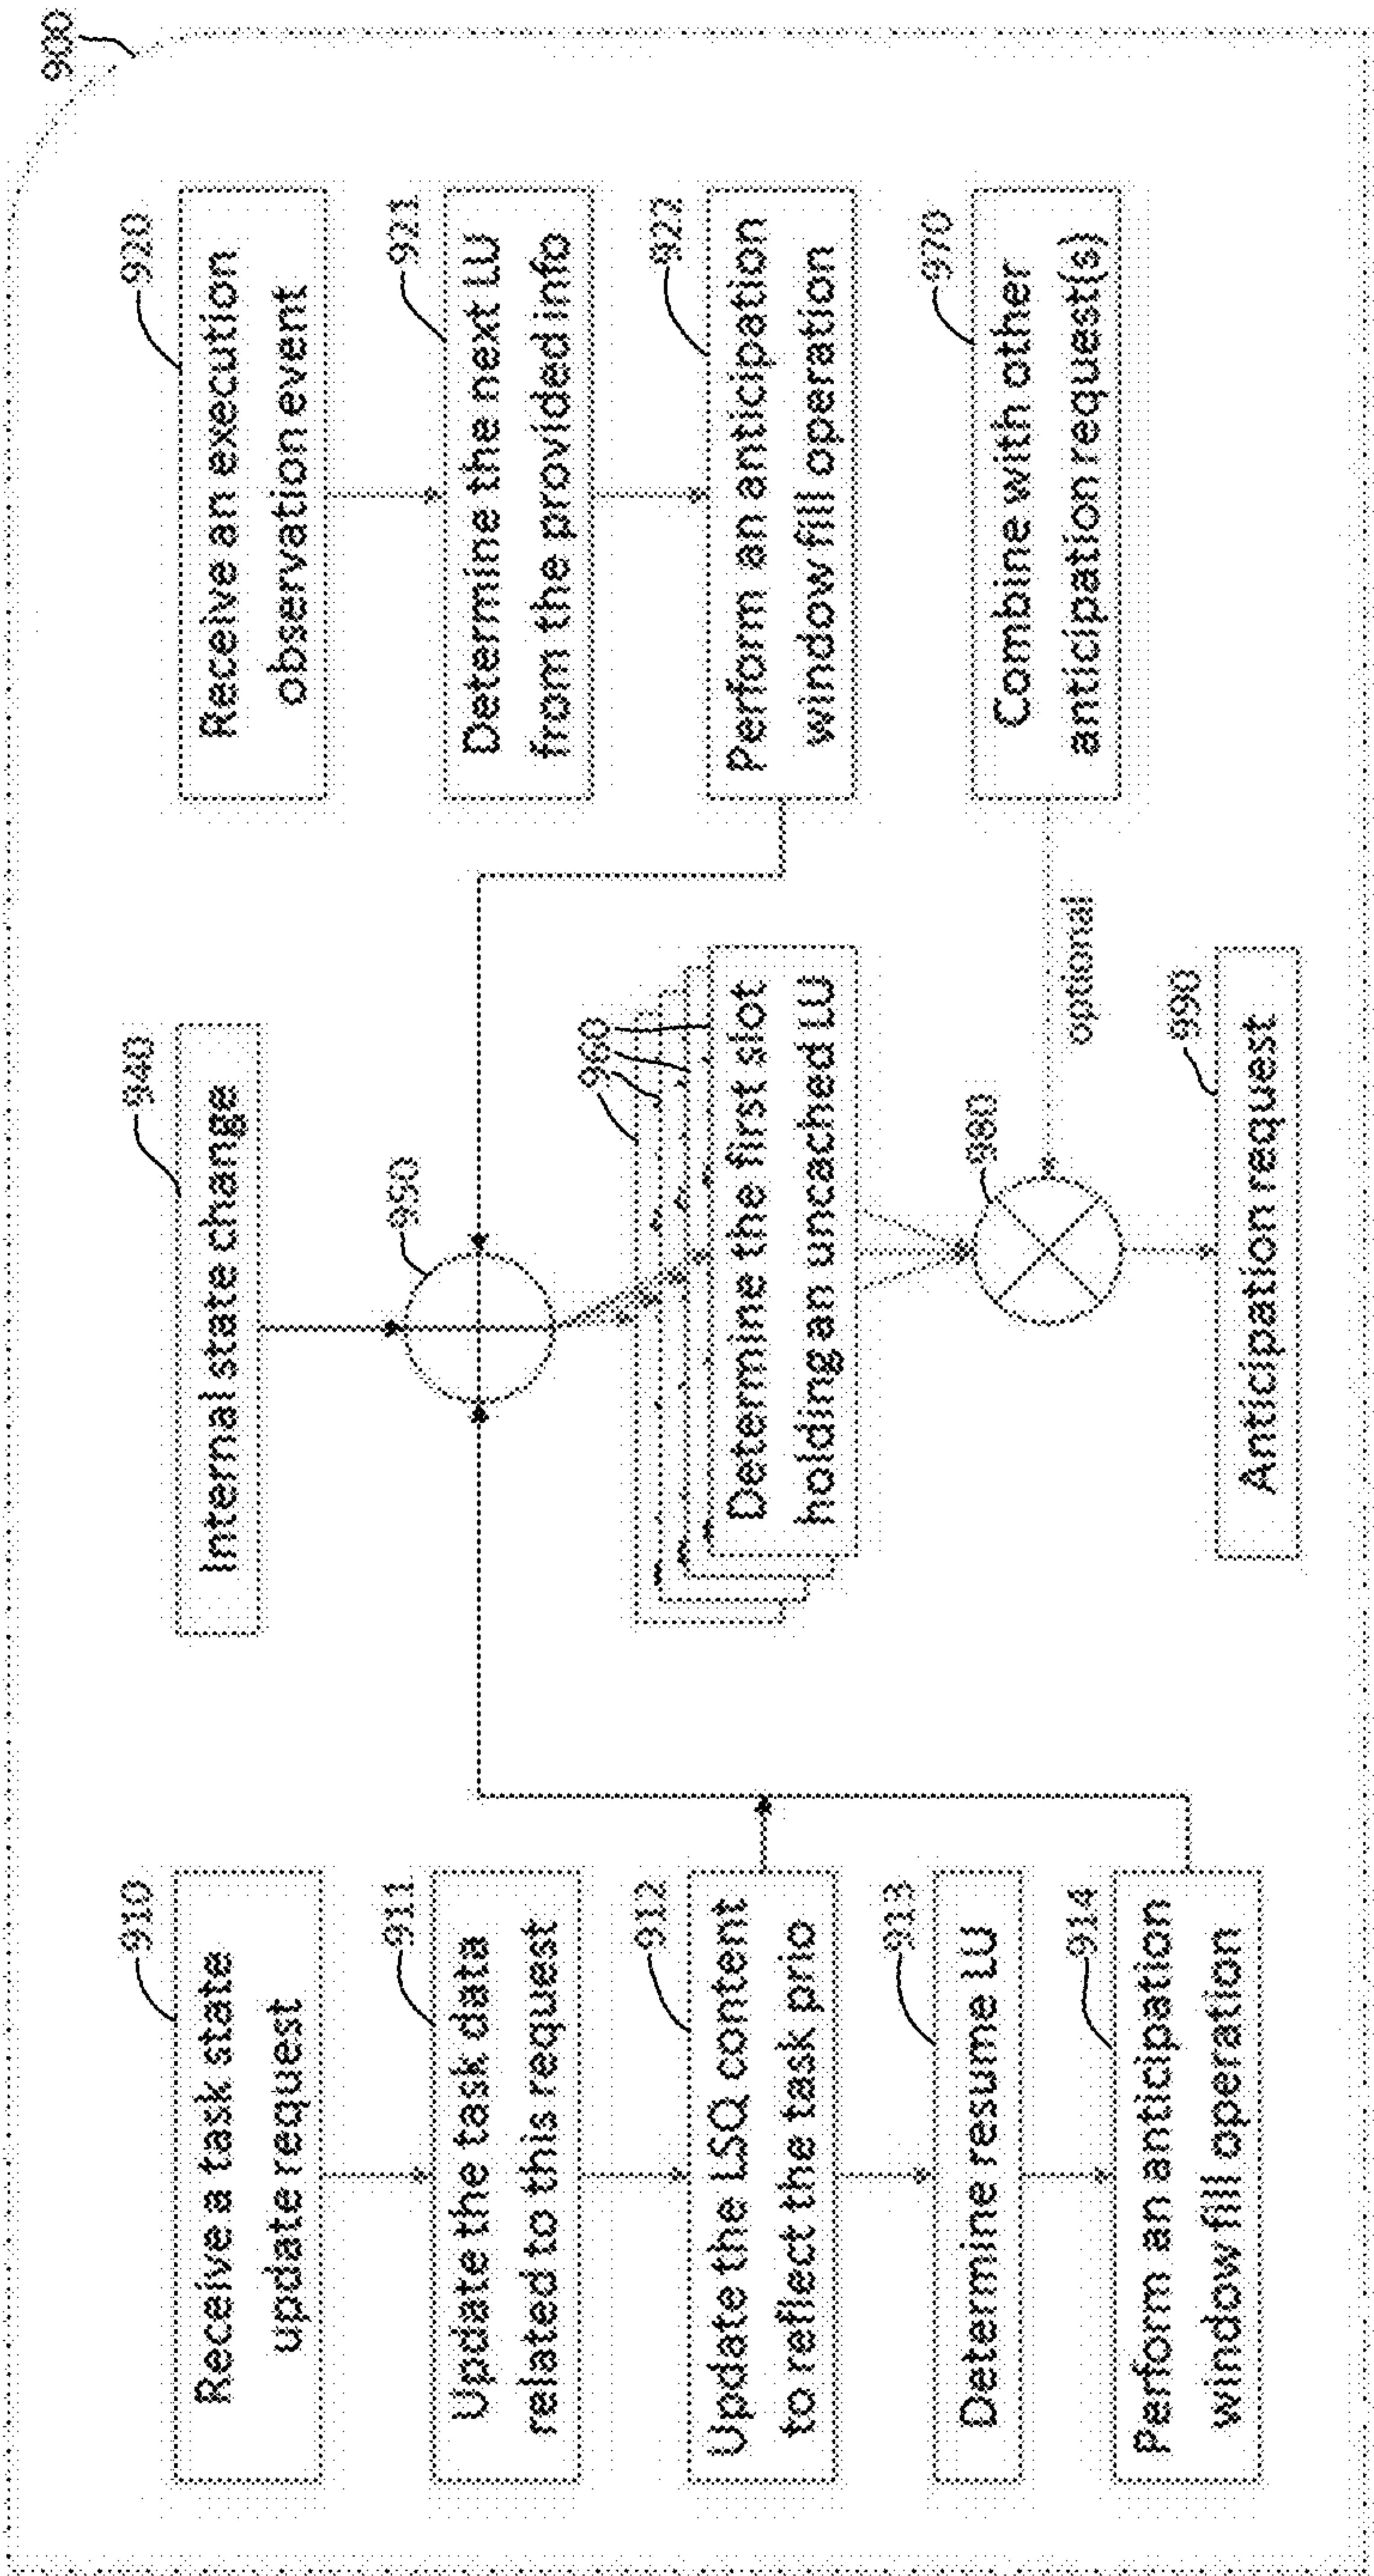 900
910
Receive a task state
update request
911
Update the task data
related to this request
912
Update the LSQ content
to reflect the task prio
913
Determine resume LU
914
Perform an anticipation
window fill operation
940
Internal state change
950
960
Determine the first slot
holding an uncached LU
980
990
Anticipation request
920
Receive an execution
observation event
921
Determine the next LU
from the provided info
922
Perform an anticipation
window fill operation
970
Combine with other
anticipation request(s)
optional